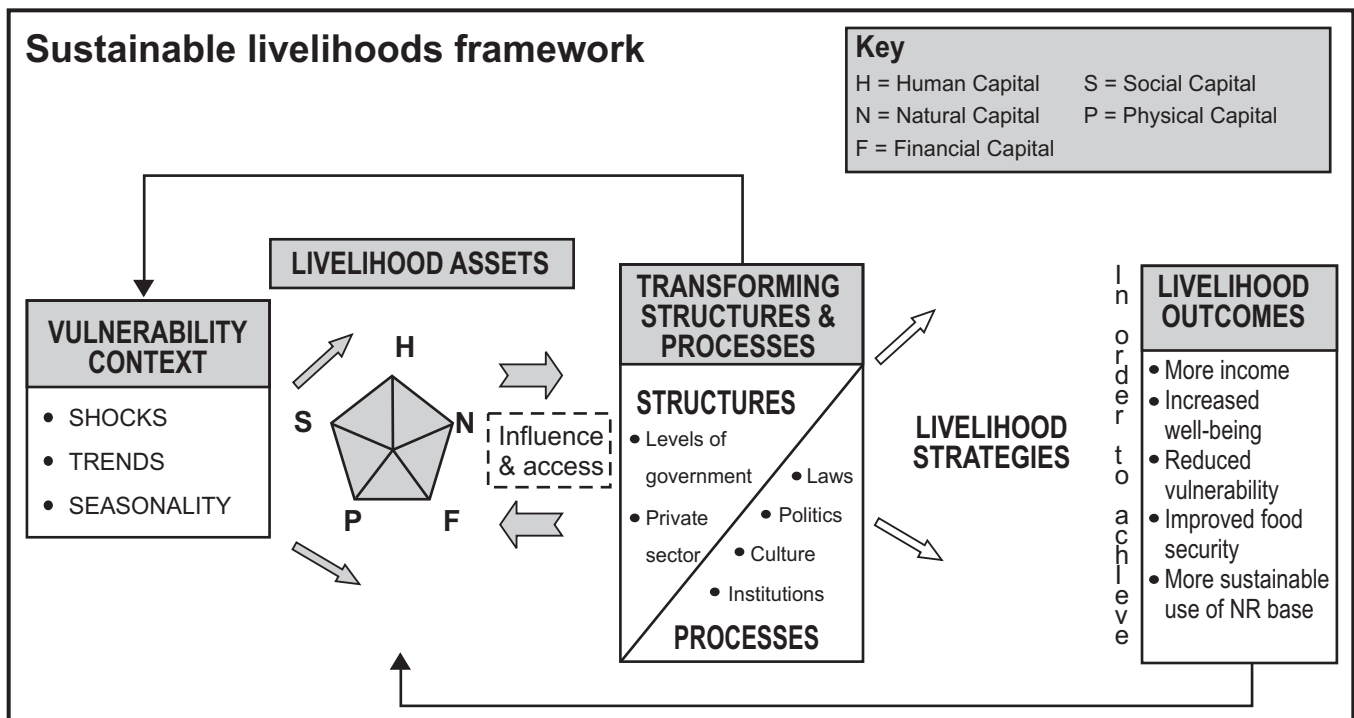 Sustainable livelihoods framework
Key
H = Human Capital
S = Social Capital
N = Natural Capital
P = Physical Capital
F = Financial Capital
LIVELIHOOD ASSETS
VULNERABILITY
CONTEXT
• SHOCKS
• TRENDS
• SEASONALITY
H
S
N
P
F
Influence
& access
TRANSFORMING
STRUCTURES &
PROCESSES
STRUCTURES
• Levels of
government
• Private
sector
• Laws
• Politics
• Culture
• Institutions
PROCESSES
LIVELIHOOD
STRATEGIES
In order to achIeve
LIVELIHOOD
OUTCOMES
• More income
• Increased
well-being
• Reduced
vulnerability
• Improved food
security
• More sustainable
use of NR base